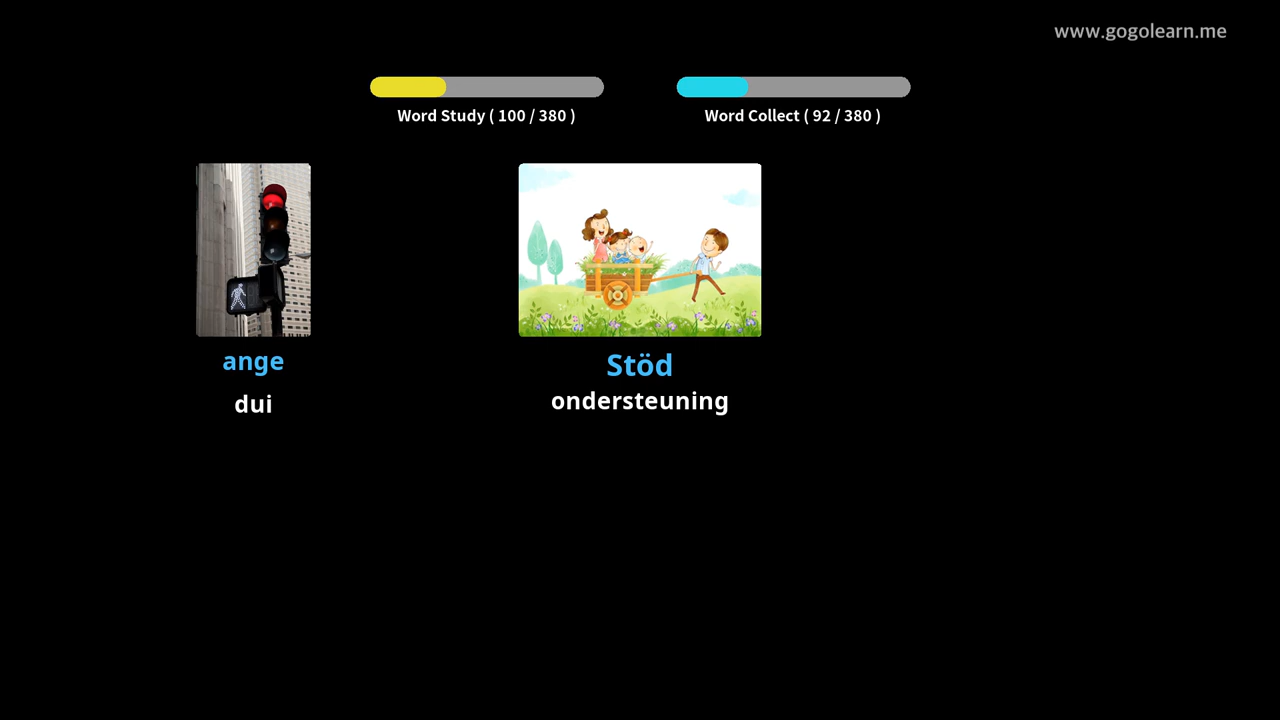 www.gogolearn.me
Word Study ( 100 / 380 )
Word Collect ( 92 / 380 )
ange
dui
Stöd
ondersteuning